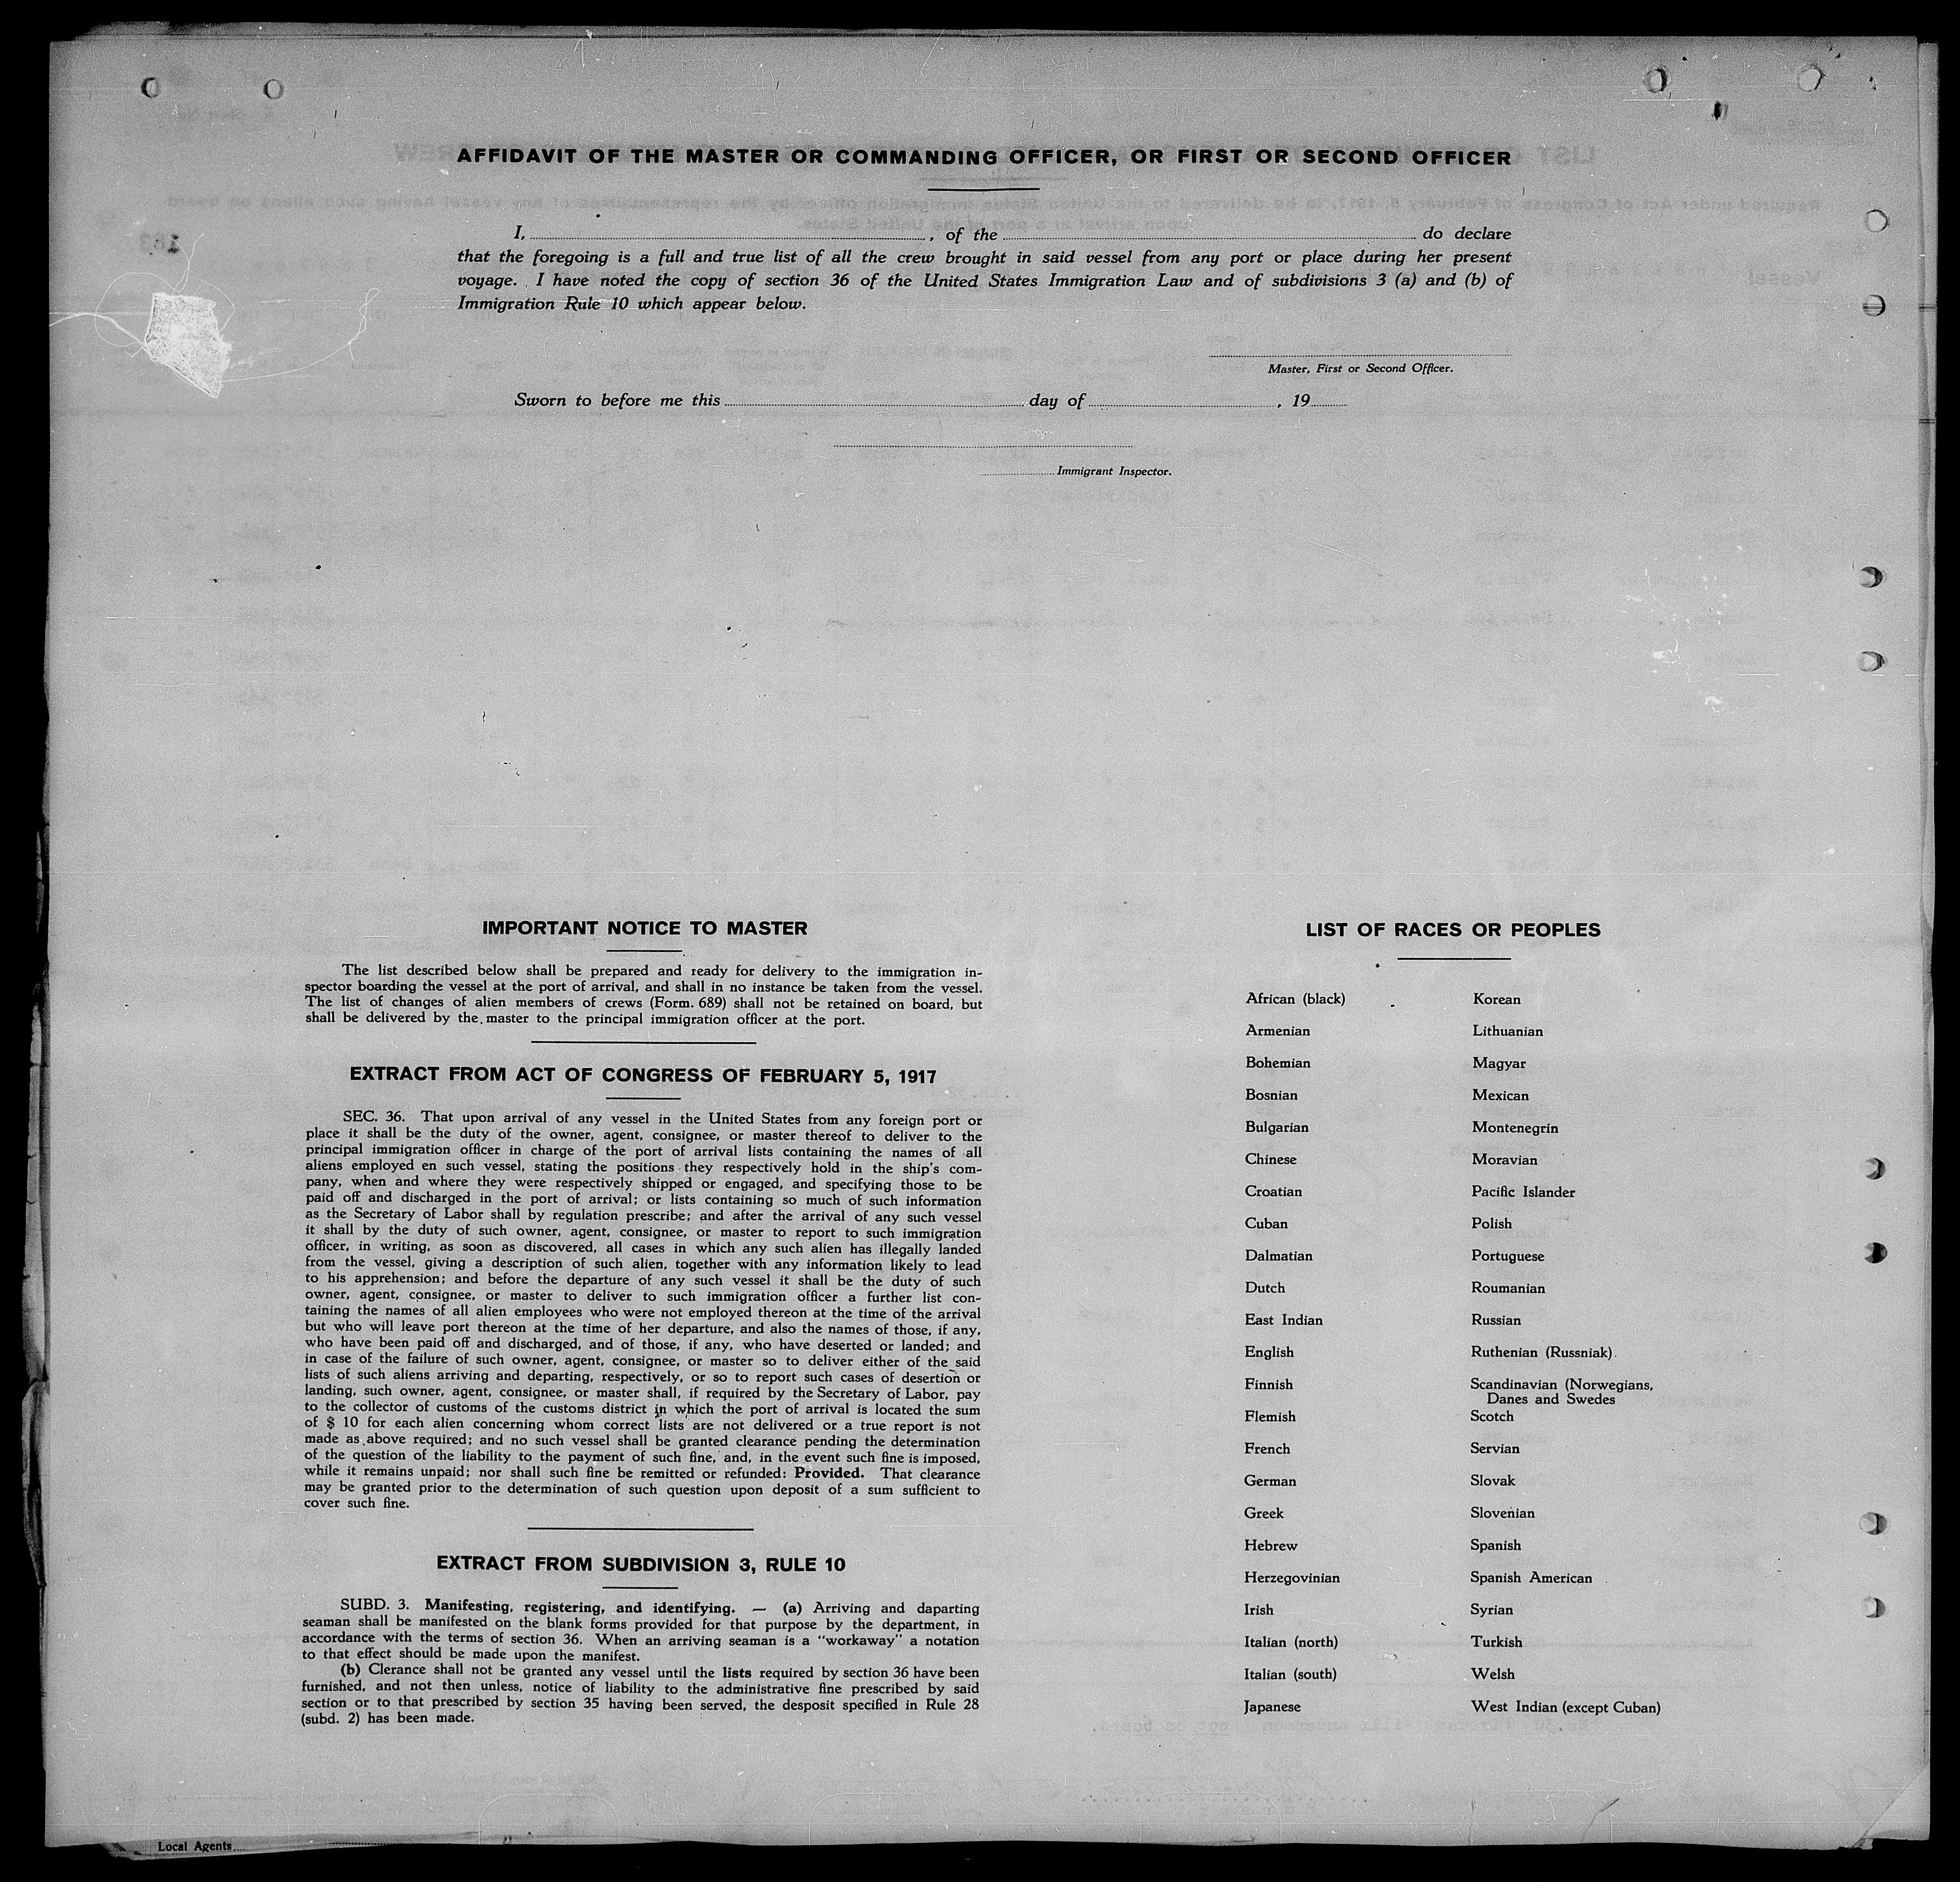 AFFIDAVIT OF THE MASTER OR COMMANDING OFFICER, OR FIRST OR SECOND OFFICER
I, , of the do declare
that the foregoing is a full and true list of all the crew brought in said vessel from any port or place during her present
voyage. I have noted the copy of section 36 of the United States Immigration Law and of subdivisions 3 (a) and (b) of
Immigration Rule 10 which appear below.
Master, First or Second Officer.
Sworn to before me this day of , 19
Immigrant Inspector.
IMPORTANT NOTICE TO MASTER
The list described below shall be prepared and ready for delivery to the immigration in-
spector boarding the vessel at the port of arrival, and shall in no instance be taken from the vessel.
The list of changes of alien members of crews (Form. 689) shall not be retained on board, but
shall be delivered by the master to the principal immigration officer at the port.
EXTRACT FROM ACT OF CONGRESS OF FEBRUARY 5, 1917
SEC. 36. That upon arrival of any vessel in the United States from any foreign port or
place it shall be the duty of the owner, agent, consignee, or master thereof to deliver to the
principal immigration officer in charge of the port of arrival lists containing the names of all
aliens employed en such vessel, stating the positions they respectively hold in the ship's com-
pany, when and where they were respectively shipped or engaged, and specifying those to be
paid off and discharged in the port of arrival; or lists containing so much of such information
as the Secretary of Labor shall by regulation prescribe; and after the arrival of any such vessel
it shall by the duty of such owner, agent, consignee, or master to report to such immigration
officer, in writing, as soon as discovered, all cases in which any such alien has illegally landed
from the vessel, giving a description of such alien, together with any information likely to lead
to his apprehension; and before the departure of any such vessel it shall be the duty of such
owner, agent, consignee, or master to deliver to such immigration officer a further list con-
taining the names of all alien employees who were not employed thereon at the time of the arrival
but who will leave port thereon at the time of her departure, and also the names of those, if any,
who have been paid off and discharged, and of those, if any, who have deserted or landed; and
in case of the failure of such owner, agent, consignee, or master so to deliver either of the said
lists of such aliens arriving and departing, respectively, or so to report such cases of desertion or
landing, such owner, agent, consignee, or master shall, if required by the Secretary of Labor, pay
to the collector of customs of the customs district in which the port of arrival is located the sum
of $ 10 for each alien concerning whom correct lists are not delivered or a true report is not
made as above required; and no such vessel shall be granted clearance pending the determination
of the question of the liability to the payment of such fine, and, in the event such fine is imposed,
while it remains unpaid; nor shall such fine be remitted or refunded: Provided. That clearance
may be granted prior to the determination of such question upon deposit of a sum sufficient to
cover such fine.
EXTRACT FROM SUBDIVISION 3, RULE 10
SUBD. 3. Manifesting, registering, and identifying. — (a) Arriving and daparting
seaman shall be manifested on the blank forms provided for that purpose by the department, in
accordance with the terms of section 36. When an arriving seaman is a "workaway" a notation
to that effect should be made upon the manifest.
(b) Clerance shall not be granted any vessel until the lists required by section 36 have been
furnished, and not then unless, notice of liability to the administrative fine prescribed by said
section or to that prescribed by section 35 having been served, the desposit specified in Rule 28
(subd. 2) has been made.
LIST OF RACES OR PEOPLES
African (black)
Armenian
Bohemian
Bosnian
Bulgarian
Chinese
Croatian
Cuban
Dalmatian
Dutch
East Indian
English
Finnish
Flemish
French
German
Greek
Hebrew
Herzegovinian
Irish
Italian (north)
Italian (south)
Japanese
Korean
Lithuanian
Magyar
Mexican
Montenegrin
Moravian
Pacific Islander
Polish
Portuguese
Roumanian
Russian
Ruthenian (Russniak)
Scandinavian (Norwegians,
Danes and Swedes
Scotch
Servian
Slovak
Slovenian
Spanish
Spanish American
Syrian
Turkish
Welsh
West Indian (except Cuban)
Local Agents